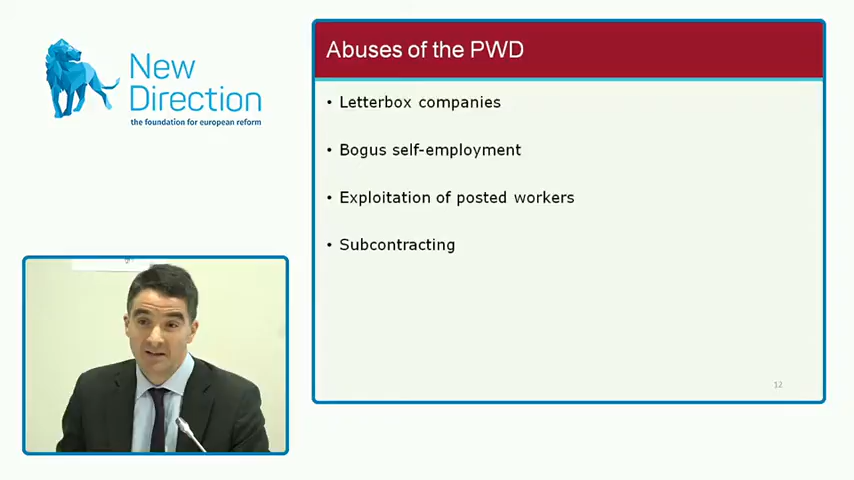 New
Direction
the foundation for european reform
Abuses of the PWD
• Letterbox companies
• Bogus self-employment
• Exploitation of posted workers
• Subcontracting
12